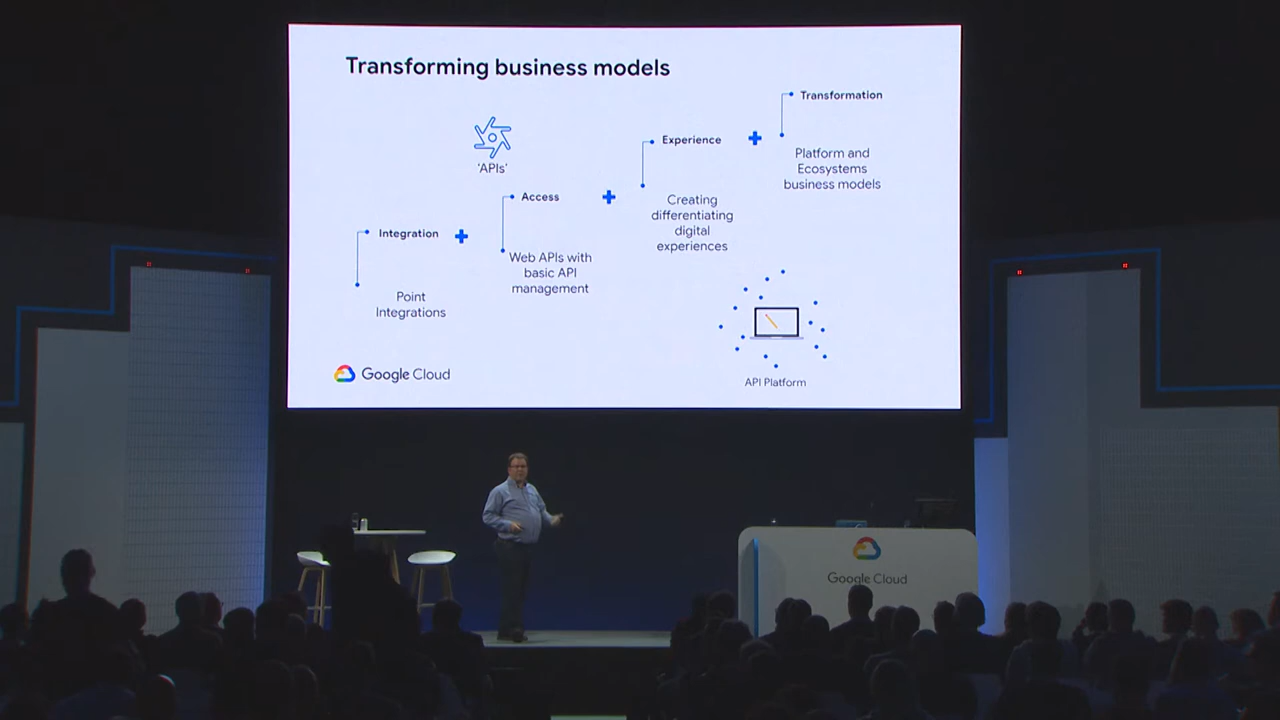 Transforming business models
Transformation
Experience
Platform and
Ecosystems
business models
'APIs'
Access
Creating
differentiating
digital
experiences
Integration
Web APIs with
basic API
management
Point
Integrations
Google Cloud
API Platform
Google Cloud